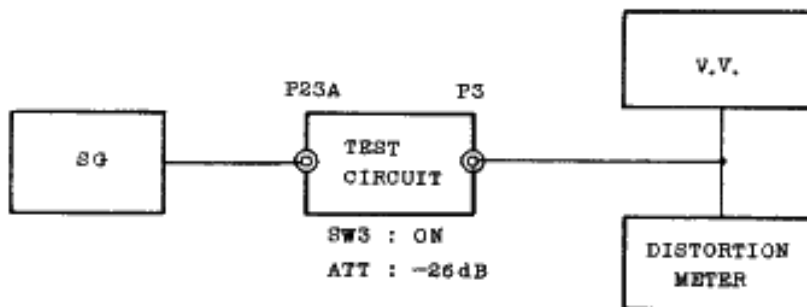 V.V.
P23A
P3
SG
TEST
CIRCUIT
SW3 : ON
ATT : -26dB
DISTORTION
METER